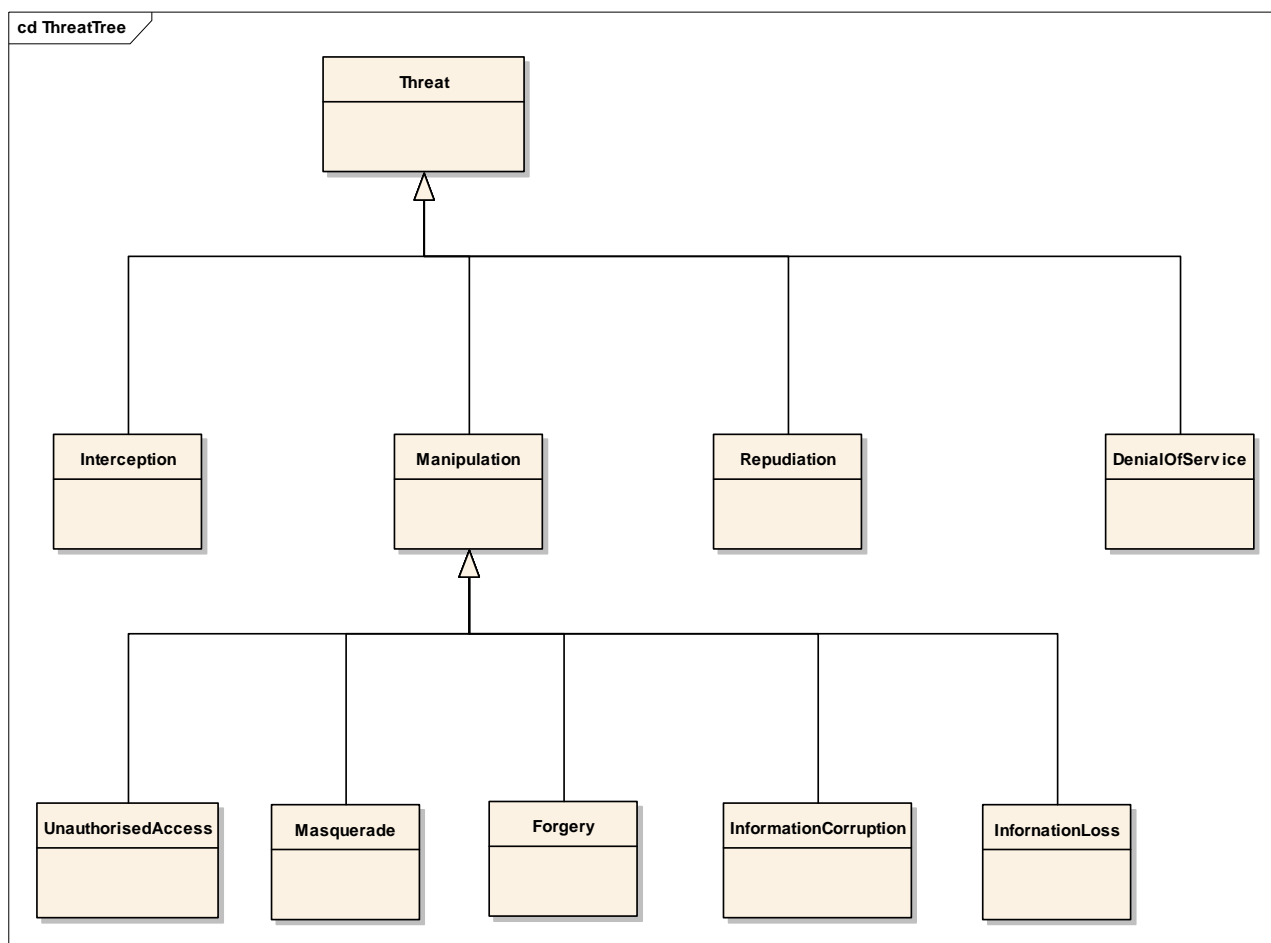 cd ThreatTree
Threat
Interception
Manipulation
Repudiation
DenialOfService
UnauthorisedAccess
Masquerade
Forgery
InformationCorruption
InfornationLoss